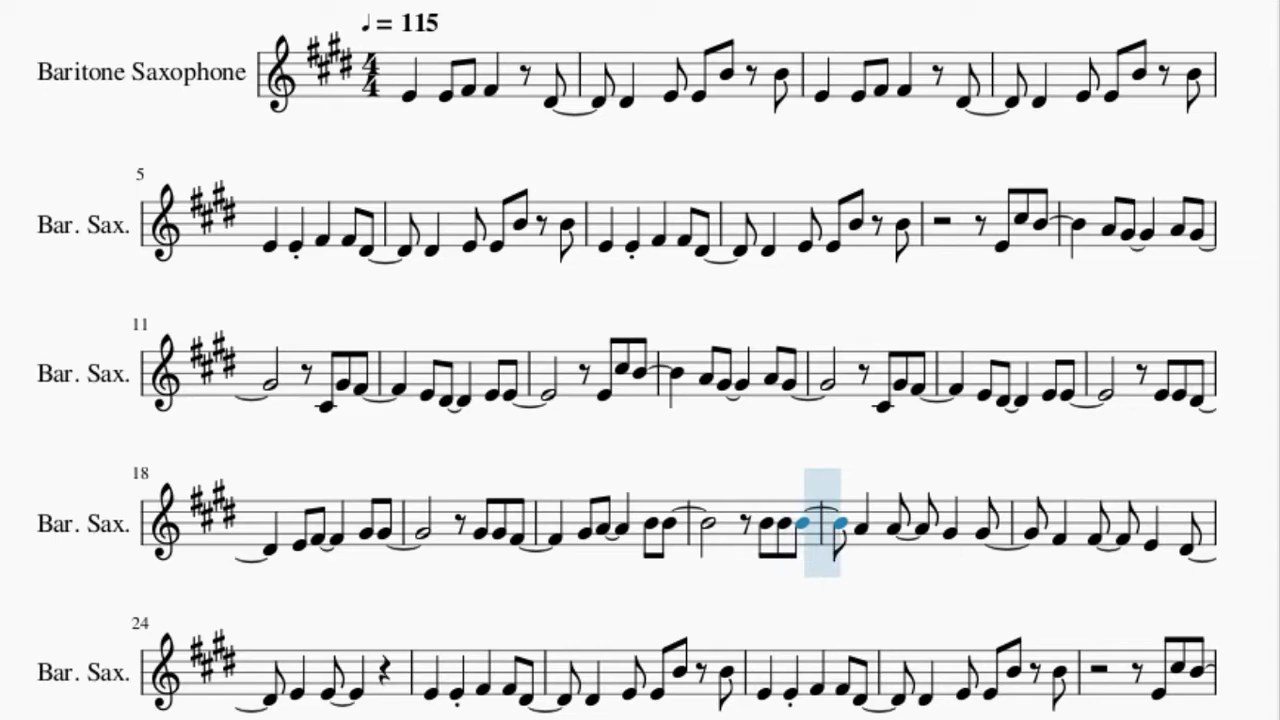 ♩ = 115
Baritone Saxophone
4
4
5
Bar. Sax.
11
Bar. Sax.
18
Bar. Sax.
24
Bar. Sax.